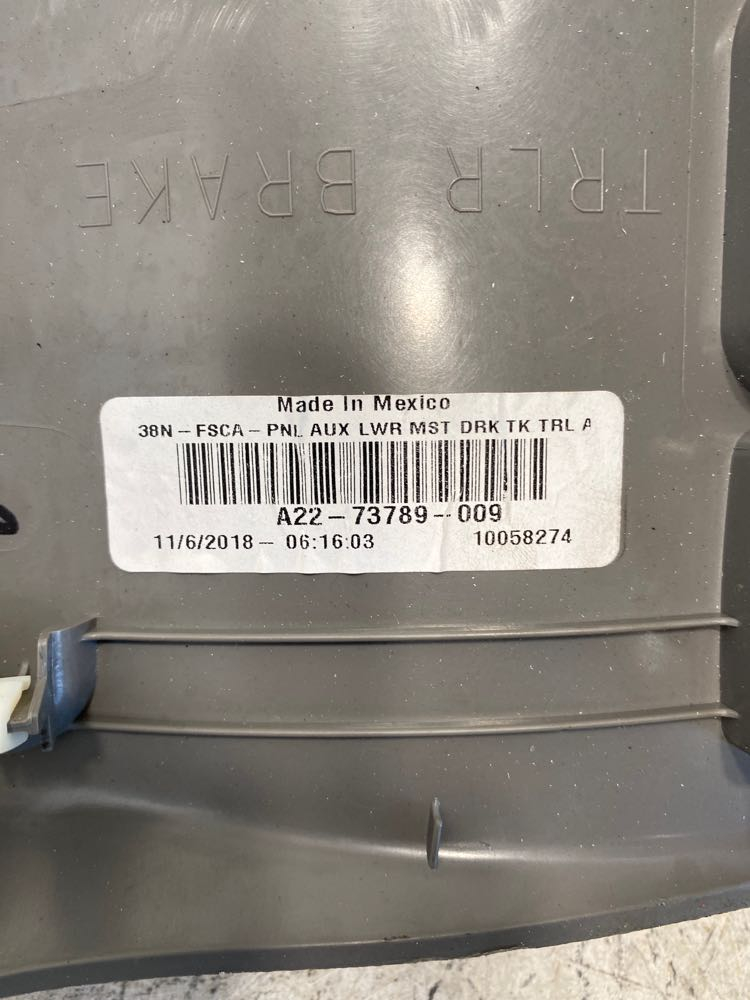 TRLR BRAKE
Made In Mexico
38N-FSCA-PNL AUX LWR MST DRK TK TRL A
A22-73789-009
11/6/2018- 06:16:03 10058274